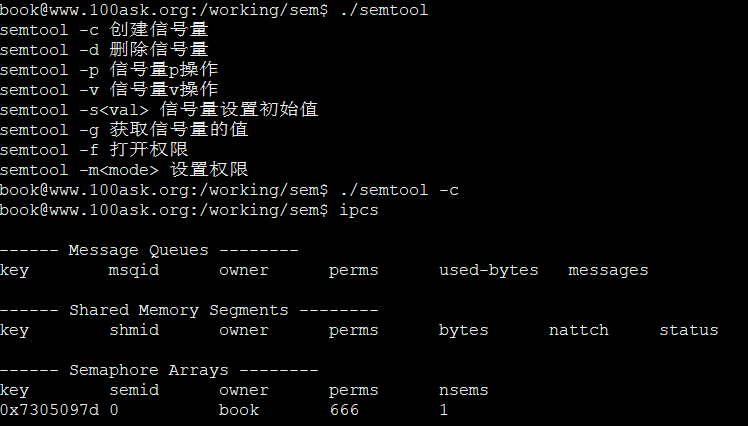 book@www.100ask.org:/working/sem$ ./semtool
semtool -c 创建信号量
semtool -d 删除信号量
semtool -p 信号量p操作
semtool -v 信号量v操作
semtool -s<val> 信号量设置初始值
semtool -g 获取信号量的值
semtool -f 打开权限
semtool -m<mode> 设置权限
book@www.100ask.org:/working/sem$ ./semtool -c
book@www.100ask.org:/working/sem$ ipcs
------ Message Queues --------
key msqid owner perms used-bytes messages
------ Shared Memory Segments --------
key shmid owner perms bytes nattch status
------ Semaphore Arrays --------
key semid owner perms nsems
0x7305097d 0 book 666 1